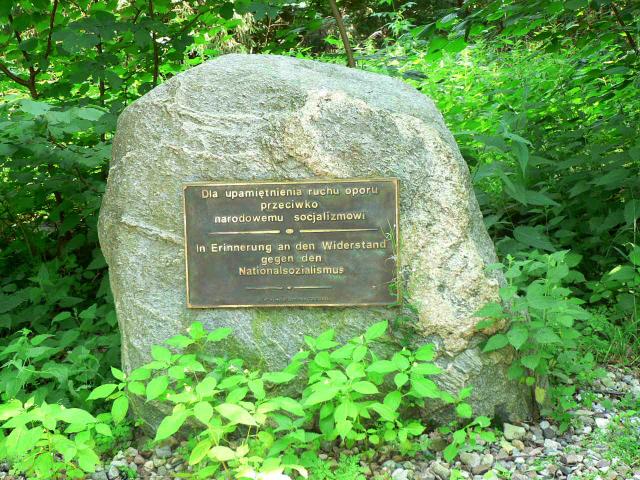 Dla upamiętnienia ruchu oporu
przeciwko
narodowemu socjalizmowi
In Erinnerung an den Widerstand
gegen den
Nationalsozialismus